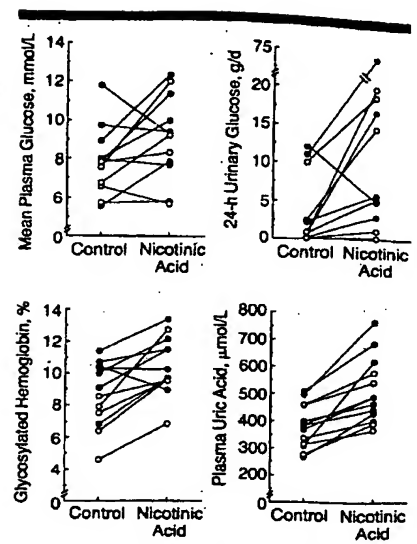 Mean Plasma Glucose, mmol/L
14
12
10
8
6
0
Control
Nicotinic
Acid
24-h Urinary Glucose, g/d
75
20
15
10
5
0
Control
Nicotinic
Acid
Glycosylated Hemoglobin, %
14
12
10
8
6
4
0
Control
Nicotinic
Acid
Plasma Uric Acid, µmol/L
800
700
600
500
400
300
200
0
Control
Nicotinic
Acid